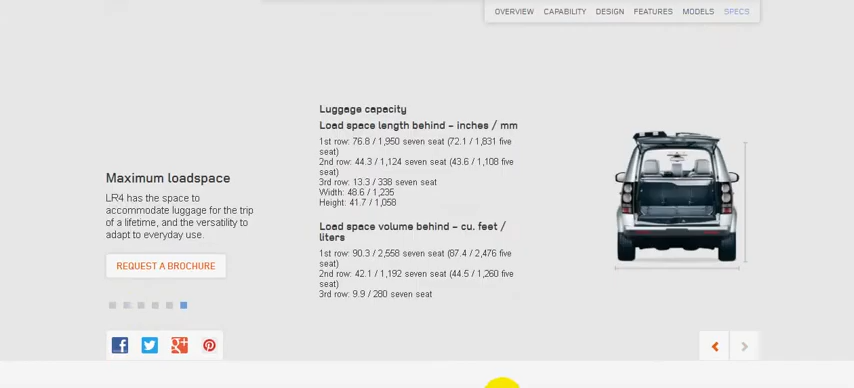 OVERVIEW CAPABILITY DESIGN FEATURES MODELS SPECS
Luggage capacity
Load space length behind – inches / mm
1st row: 76.8 / 1,950 seven seat (72.1 / 1,831 five
seat)
2nd row: 44.3 / 1,124 seven seat (43.6 / 1,108 five
seat)
3rd row: 13.3 / 338 seven seat
Width: 48.6 / 1,235
Height: 41.7 / 1,058
Load space volume behind – cu. feet /
liters
1st row: 90.3 / 2,558 seven seat (87.4 / 2,476 five
seat)
2nd row: 42.1 / 1,192 seven seat (44.5 / 1,260 five
seat)
3rd row: 9.9 / 280 seven seat
Maximum loadspace
LR4 has the space to
accommodate luggage for the trip
of a lifetime, and the versatility to
adapt to everyday use.
REQUEST A BROCHURE